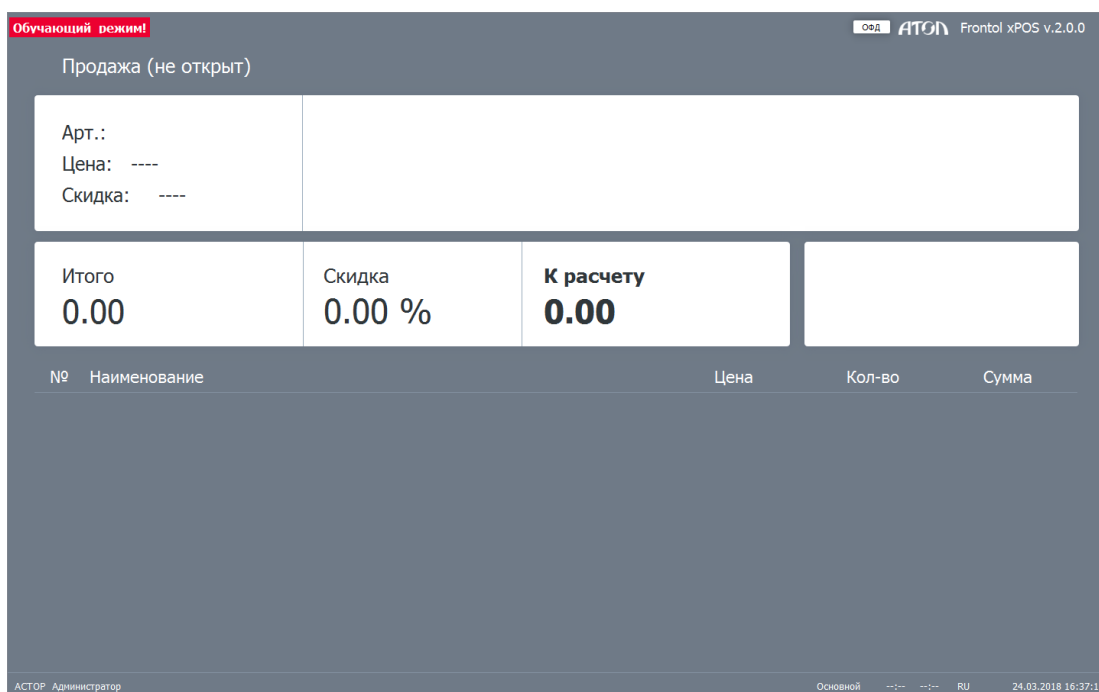 Обучающий режим! ОФД АТОЛ Frontol xPOS v.2.0.0
Продажа (не открыт)
Арт.:
Цена: ----
Скидка: ----
Итого Скидка К расчету
0.00 0.00 % 0.00
№ Наименование Цена Кол-во Сумма
АСТОР Администратор Основной --:-- --:-- RU 24.03.2018 16:37:1